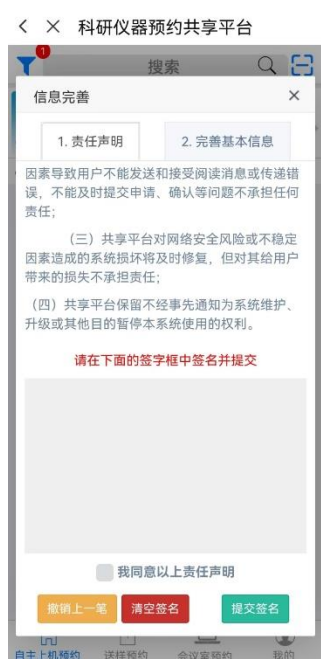 科研仪器预约共享平台
1
搜索
信息完善
1. 责任声明
2. 完善基本信息
因素导致用户不能发送和接受阅读消息或传递错
误，不能及时提交申请、确认等问题不承担任何
责任;
（三）共享平台对网络安全风险或不稳定
因素造成的系统损坏将及时修复，但对其给用户
带来的损失不承担责任;
（四）共享平台保留不经事先通知为系统维护、
升级或其他目的暂停本系统使用的权利。
请在下面的签字框中签名并提交
我同意以上责任声明
撤销上一笔
清空签名
提交签名
自主上机预约
送样预约
会议室预约
我的